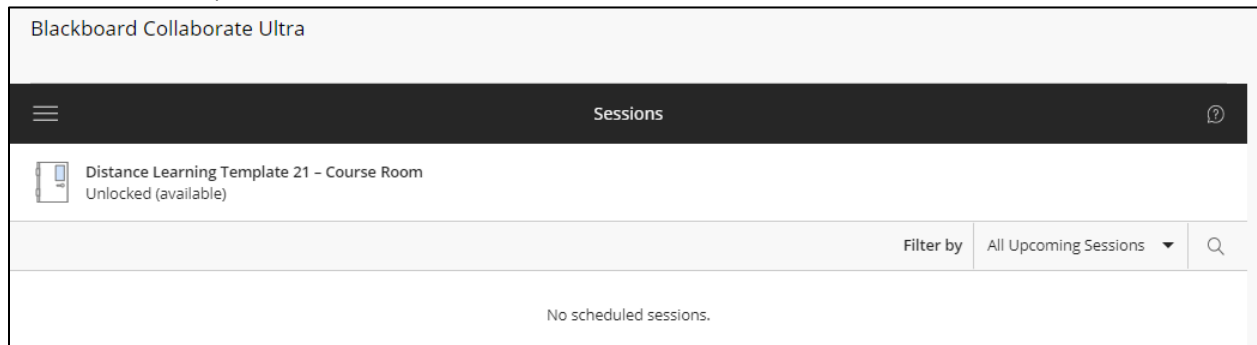 Blackboard Collaborate Ultra
Sessions
Distance Learning Template 21 – Course Room
Unlocked (available)
Filter by All Upcoming Sessions
No scheduled sessions.